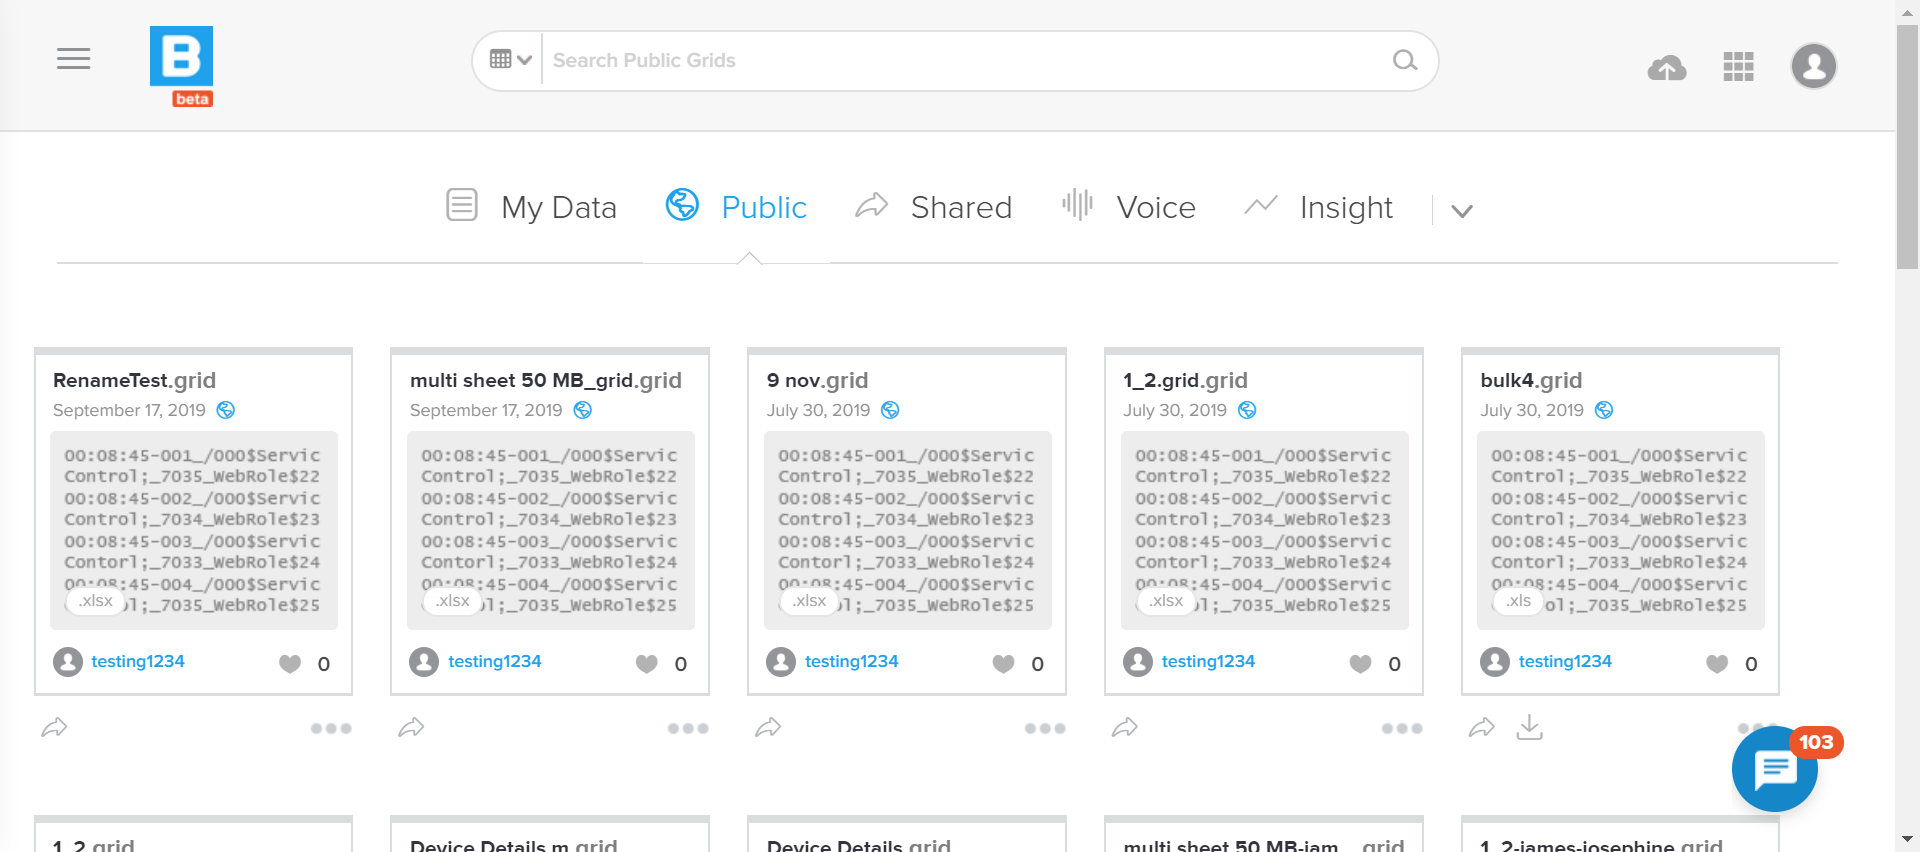 B
beta
Search Public Grids
My Data
Public
Shared
Voice
Insight
RenameTest.grid
September 17, 2019
00:08:45-001_/000$Servic
Control;_7035_WebRole$22
00:08:45-002_/000$Servic
Control;_7034_WebRole$23
00:08:45-003_/000$Servic
Contorl;_7033_WebRole$24
00:08:45-004_/000$Servic
.xlsx
ol;_7035_WebRole$25
testing1234
0
multi sheet 50 MB_grid.grid
September 17, 2019
00:08:45-001_/000$Servic
Control;_7035_WebRole$22
00:08:45-002_/000$Servic
Control;_7034_WebRole$23
00:08:45-003_/000$Servic
Contorl;_7033_WebRole$24
00:08:45-004_/000$Servic
.xlsx
ol;_7035_WebRole$25
testing1234
0
9 nov.grid
July 30, 2019
00:08:45-001_/000$Servic
Control;_7035_WebRole$22
00:08:45-002_/000$Servic
Control;_7034_WebRole$23
00:08:45-003_/000$Servic
Contorl;_7033_WebRole$24
00:08:45-004_/000$Servic
.xlsx
ol;_7035_WebRole$25
testing1234
0
1_2.grid.grid
July 30, 2019
00:08:45-001_/000$Servic
Control;_7035_WebRole$22
00:08:45-002_/000$Servic
Control;_7034_WebRole$23
00:08:45-003_/000$Servic
Contorl;_7033_WebRole$24
00:08:45-004_/000$Servic
.xlsx
ol;_7035_WebRole$25
testing1234
0
bulk4.grid
July 30, 2019
00:08:45-001_/000$Servic
Control;_7035_WebRole$22
00:08:45-002_/000$Servic
Control;_7034_WebRole$23
00:08:45-003_/000$Servic
Contorl;_7033_WebRole$24
00:08:45-004_/000$Servic
.xls
ol;_7035_WebRole$25
testing1234
0
103
1_2.grid
Device Details m.grid
Device Details.grid
multi sheet 50 MB-jam... .grid
1_2-james-josephine.grid